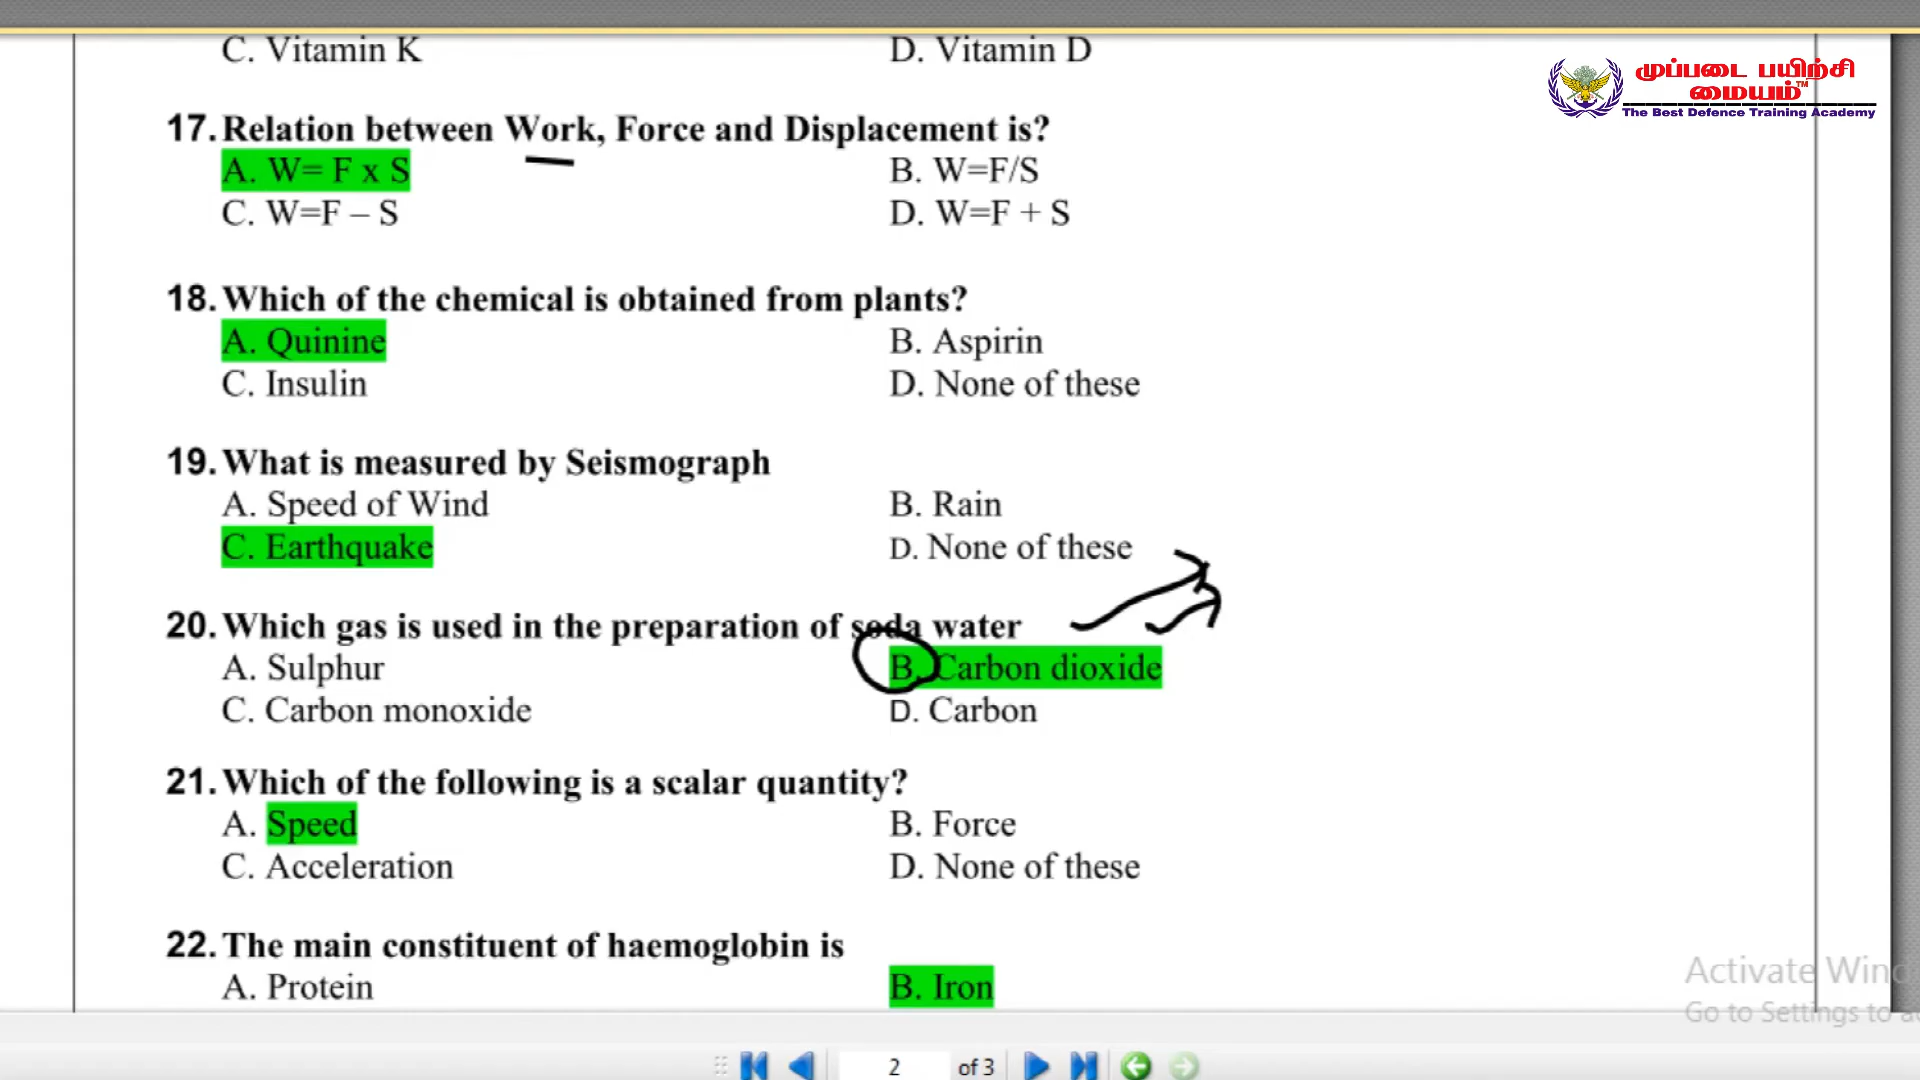 C. Vitamin K D. Vitamin D
முப்படை பயிற்சி
மையம்™
The Best Defence Training Academy
17. Relation between Work, Force and Displacement is?
A. W= F x S B. W=F/S
C. W=F – S D. W=F + S
18. Which of the chemical is obtained from plants?
A. Quinine B. Aspirin
C. Insulin D. None of these
19. What is measured by Seismograph
A. Speed of Wind B. Rain
C. Earthquake D. None of these
20. Which gas is used in the preparation of soda water
A. Sulphur B. Carbon dioxide
C. Carbon monoxide D. Carbon
21. Which of the following is a scalar quantity?
A. Speed B. Force
C. Acceleration D. None of these
22. The main constituent of haemoglobin is
A. Protein B. Iron
Activate Wind
Go to Settings to a
2 of 3